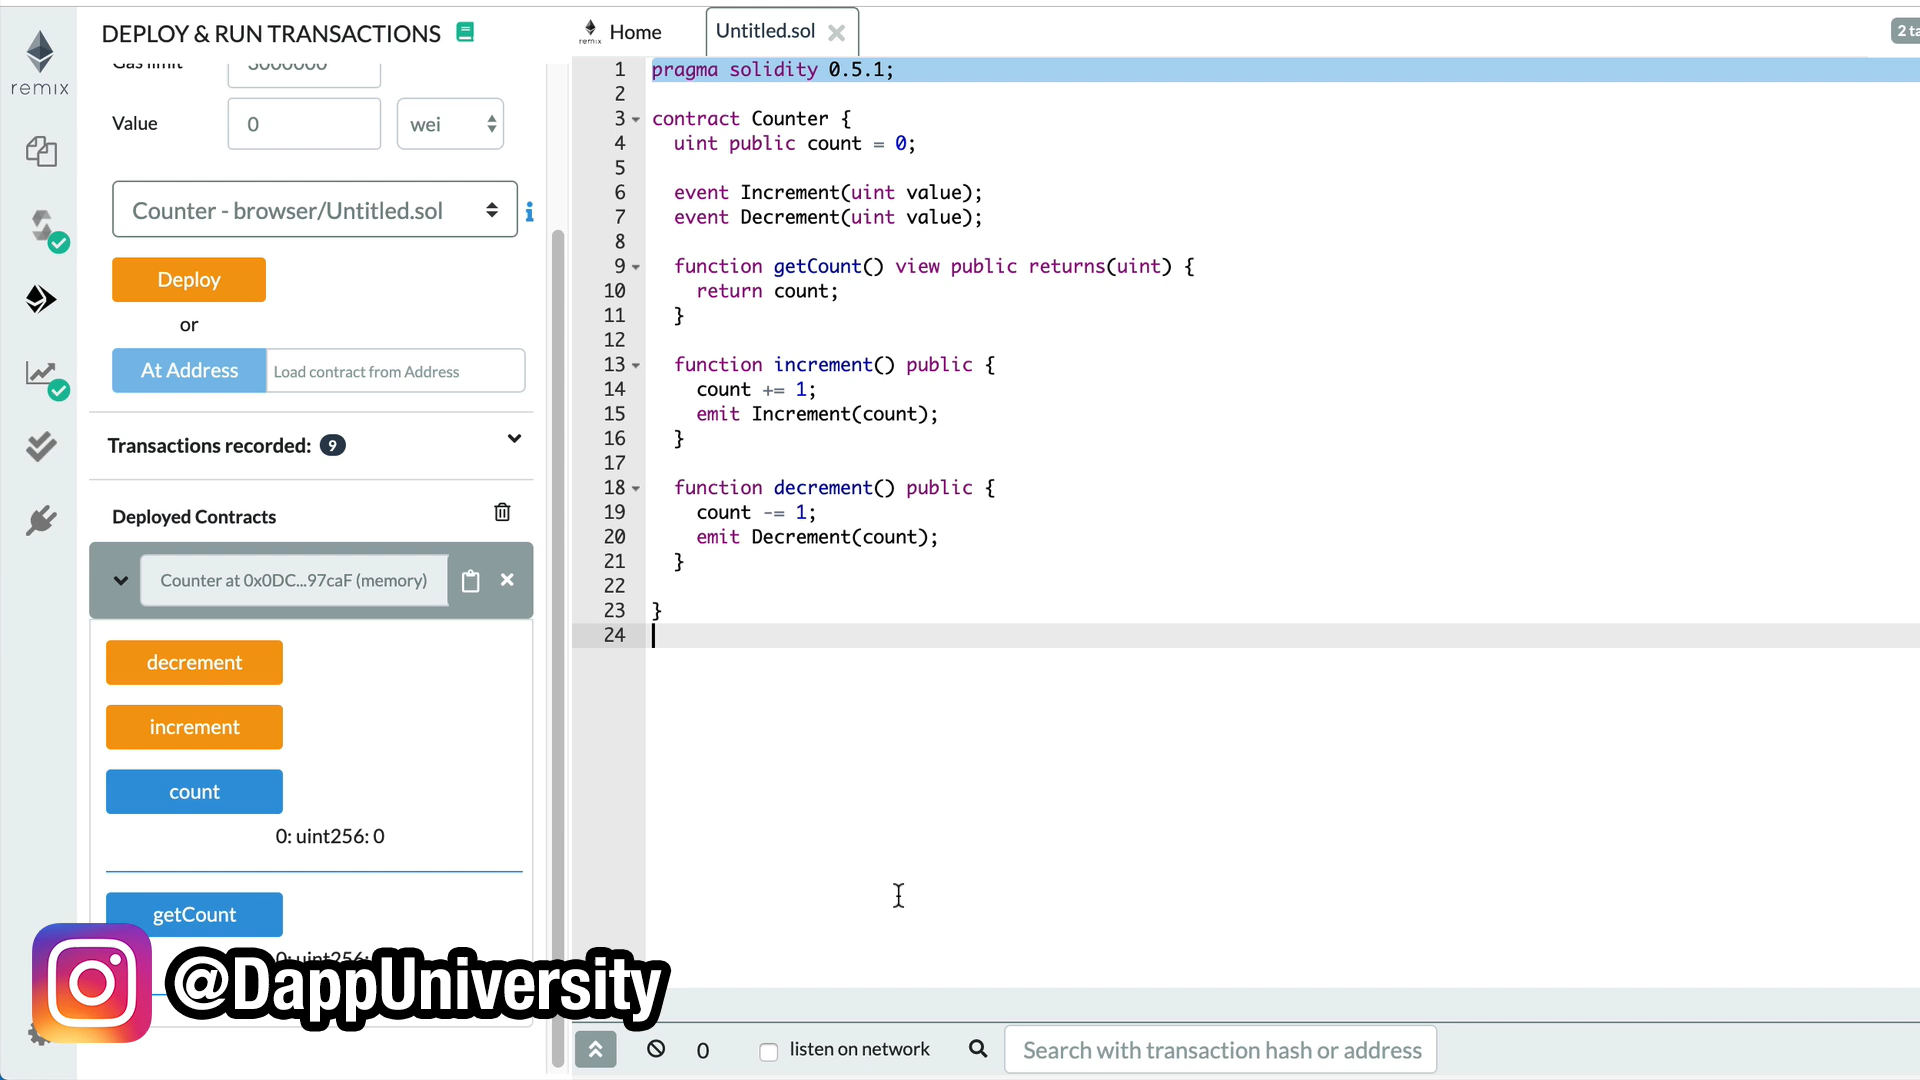 remix
DEPLOY & RUN TRANSACTIONS
Gas limit
3000000
Value
0
wei
Counter - browser/Untitled.sol
i
Deploy
or
At Address
Load contract from Address
Transactions recorded: 9
Deployed Contracts
Counter at 0x0DC...97caF (memory)
decrement
increment
count
0: uint256: 0
getCount
0: uint256:
@DappUniversity
remix
Home
Untitled.sol
1 pragma solidity 0.5.1;
2
3 contract Counter {
4 uint public count = 0;
5
6 event Increment(uint value);
7 event Decrement(uint value);
8
9 function getCount() view public returns(uint) {
10 return count;
11 }
12
13 function increment() public {
14 count += 1;
15 emit Increment(count);
16 }
17
18 function decrement() public {
19 count -= 1;
20 emit Decrement(count);
21 }
22
23 }
24
0
listen on network
Search with transaction hash or address